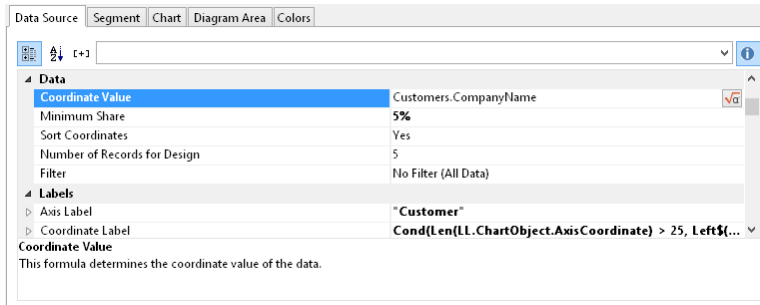 Data Source Segment Chart Diagram Area Colors
[+]
Data
Coordinate Value Customers.CompanyName
Minimum Share 5%
Sort Coordinates Yes
Number of Records for Design 5
Filter No Filter (All Data)
Labels
Axis Label "Customer"
Coordinate Label Cond(Len(LL.ChartObject.AxisCoordinate) > 25, Left$(...
Coordinate Value
This formula determines the coordinate value of the data.